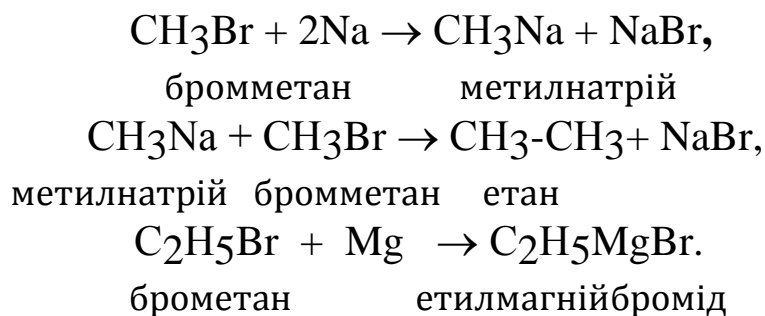 CH3Br + 2Na → CH3Na + NaBr,
бромметан метилнатрій
CH3Na + CH3Br → CH3-CH3+ NaBr,
метилнатрій бромметан етан
C2H5Br + Mg → C2H5MgBr.
брометан етилмагнійбромід